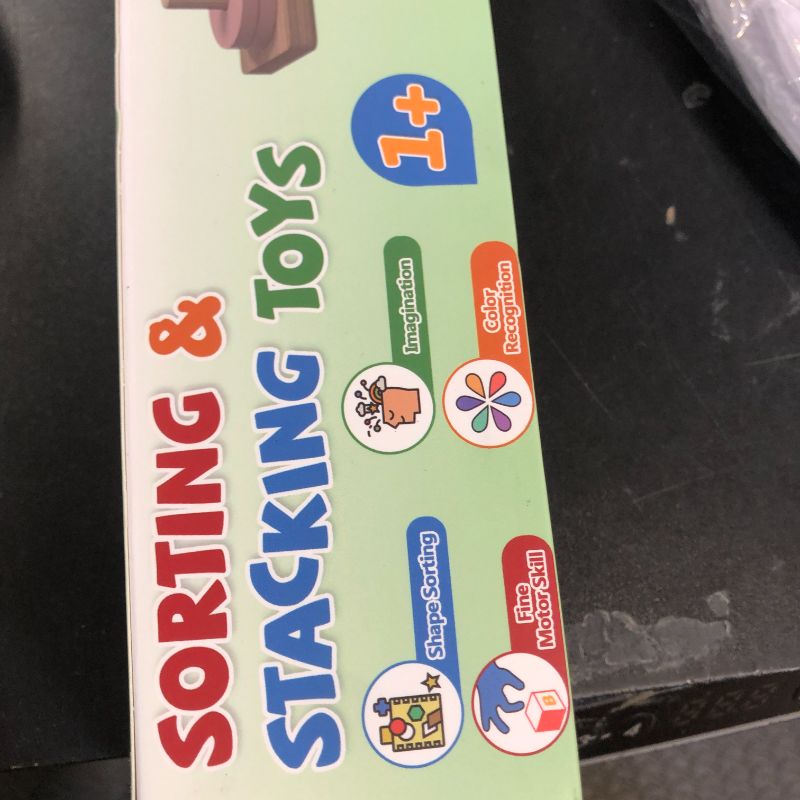 SORTING &
STACKING TOYS
1+
Shape Sorting
Imagination
Fine
Motor Skill
B
Color
Recognition